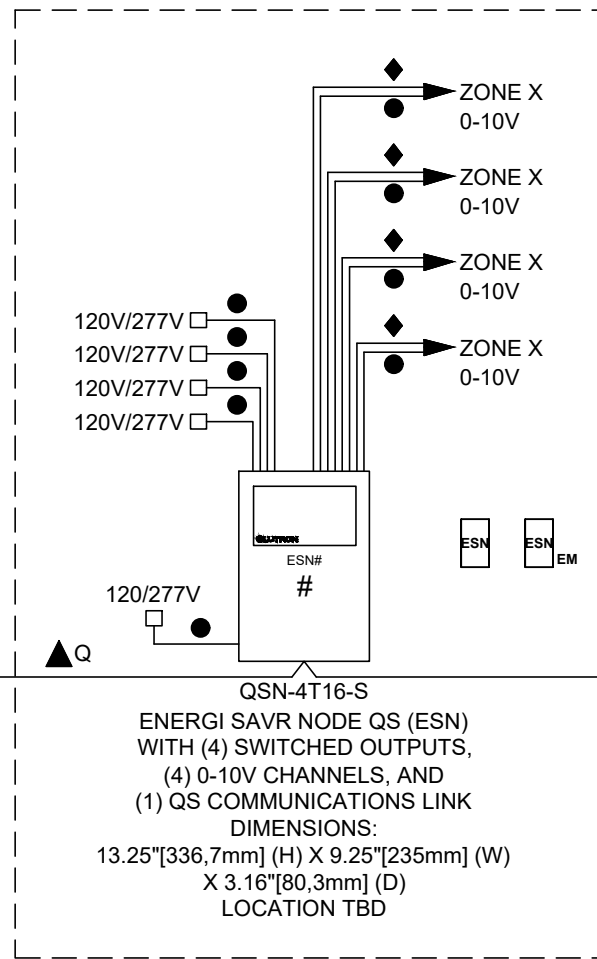 ZONE X
0-10V
ZONE X
0-10V
ZONE X
0-10V
ZONE X
0-10V
120V/277V
120V/277V
120V/277V
120V/277V
LUTRON
ESN#
#
ESN
ESN
EM
120/277V
Q
QSN-4T16-S
ENERGI SAVR NODE QS (ESN)
WITH (4) SWITCHED OUTPUTS,
(4) 0-10V CHANNELS, AND
(1) QS COMMUNICATIONS LINK
DIMENSIONS:
13.25"[336,7mm] (H) X 9.25"[235mm] (W)
X 3.16"[80,3mm] (D)
LOCATION TBD